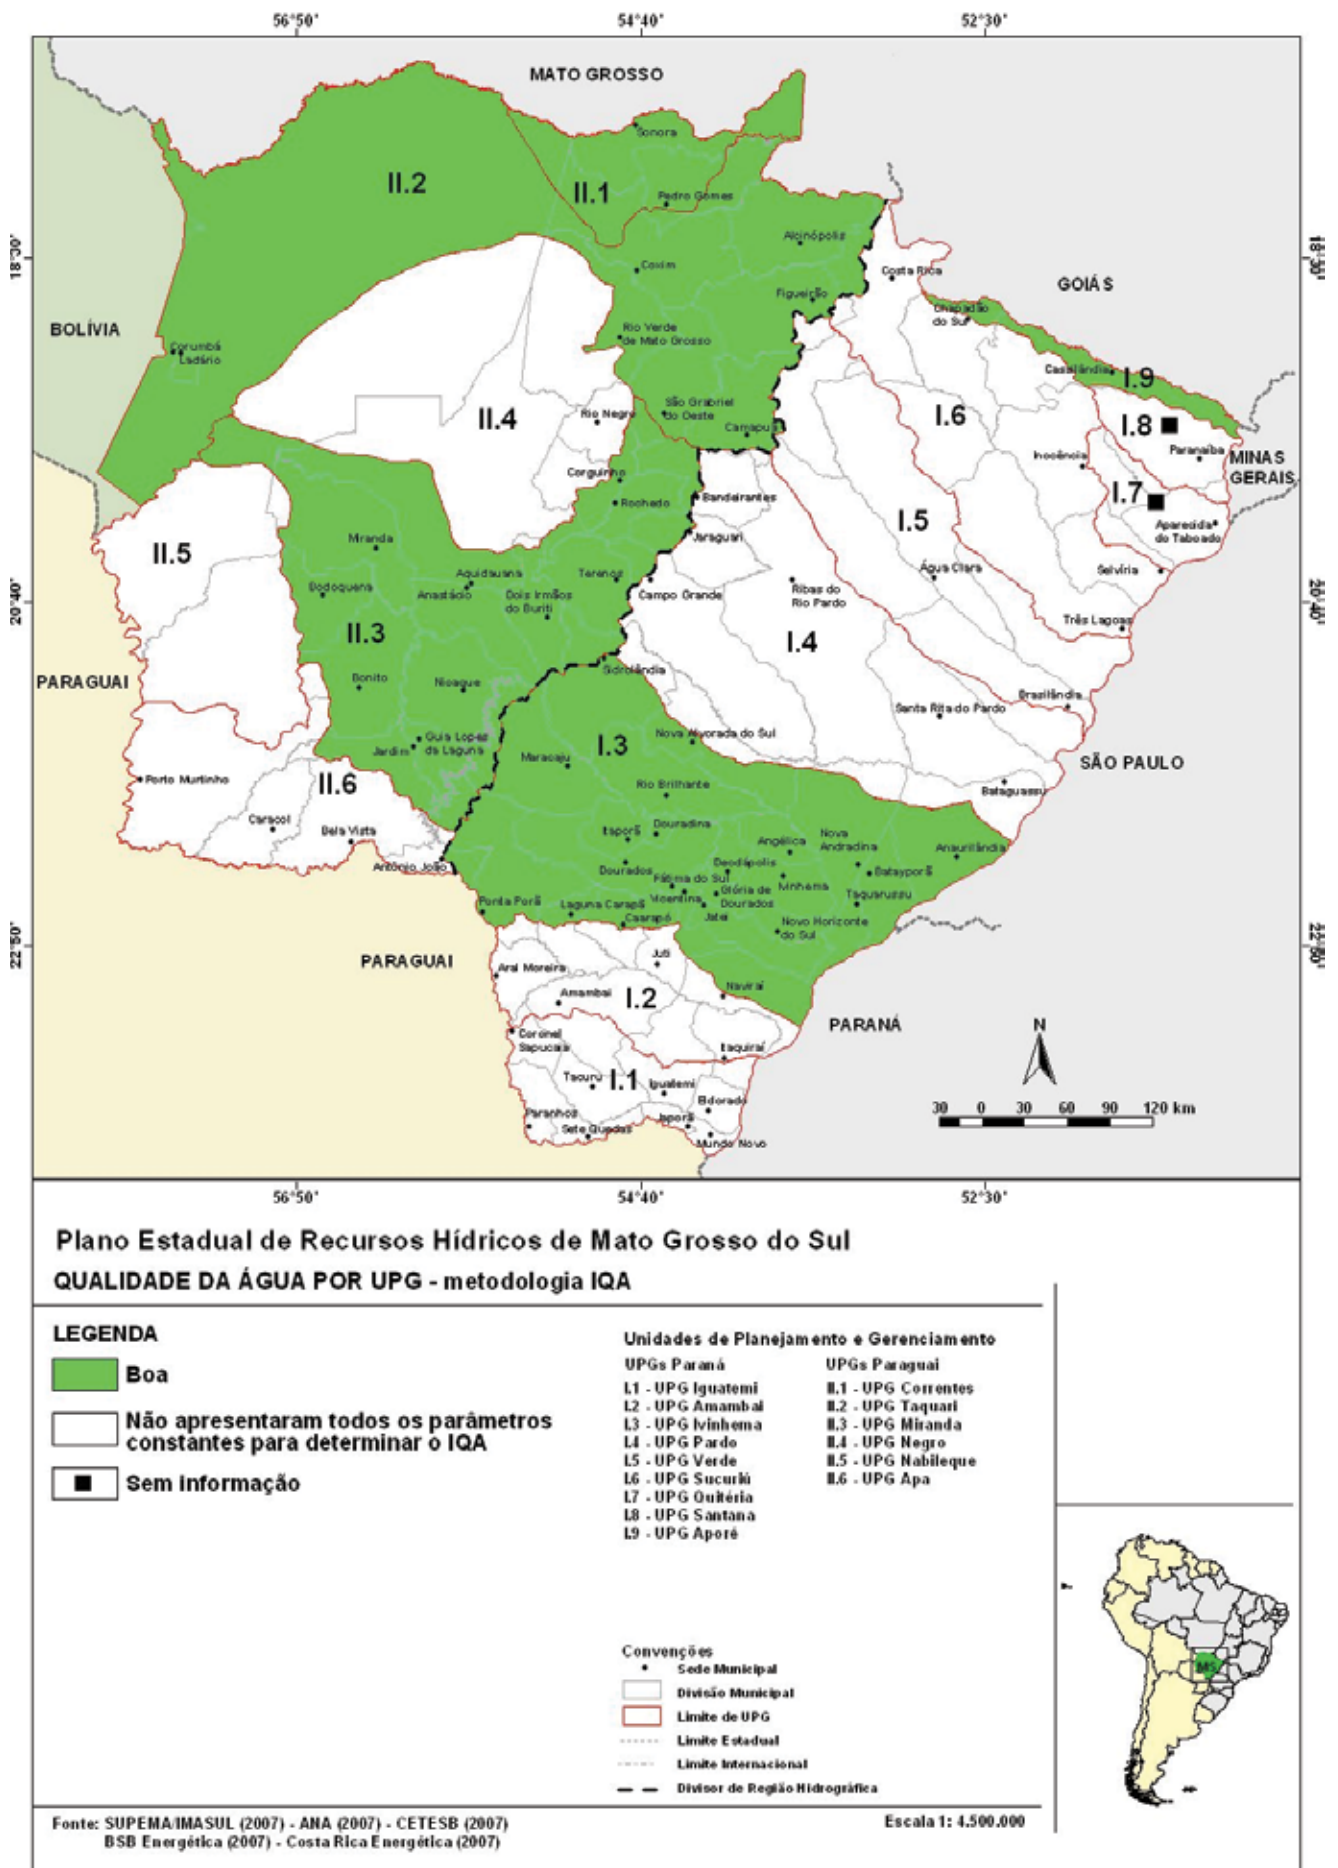 56°50' 54°40' 52°30'
MATO GROSSO
Sonora
II.2
II.1
Pedro Gomes
Alcinópolis
18°30' 18°30'
Coxim
Costa Rica
GOIÁS
Figueirão
Chapadão
do Sul
BOLÍVIA
Rio Verde
de Mato Grosso
Corumbá
Ladário
Cassilândia
I.9
São Grabriel
do Oeste
II.4
Rio Negro
I.6
I.8
Camapuã
Paranaíba
MINAS
GERAIS
Inocência
Corguinho
I.7
Rochedo
Bandeirantes
I.5
Aparecida
do Taboado
Jaraguari
Miranda
II.5
Água Clara
Selvíria
Aquidauana
Terenos
Anastácio
Bodoquena
Dois Irmãos
do Buriti
Campo Grande
Ribas do
Rio Pardo
20°40' 20°40'
Três Lagoas
II.3
I.4
Sidrolândia
PARAGUAI
Bonito
Nioaque
Brasilândia
Santa Rita do Pardo
Guia Lopes
da Laguna
Jardim
Nova Alvorada do Sul
I.3
Maracaju
SÃO PAULO
Porto Murtinho
II.6
Rio Brilhante
Bataguassu
Caracol
Bela Vista
Itaporã
Douradina
Angélica
Nova
Andradina
Anaurilândia
Antônio João
Dourados
Deodápolis
Fátima do Sul
Ivinhema
Batayporã
Vicentina
Glória de
Dourados
Taquarussu
Ponta Porã
Laguna Carapã
Caarapó
Jateí
Novo Horizonte
do Sul
22°50' 22°50'
PARAGUAI
Juti
Aral Moreira
Naviraí
Amambai
I.2
PARANÁ
Coronel
Sapucaia
Itaquiraí
N
Tacuru
I.1
Iguatemi
Eldorado
Paranhos
Sete Quedas
Japorã
Mundo Novo
30 0 30 60 90 120 km
56°50' 54°40' 52°30'
Plano Estadual de Recursos Hídricos de Mato Grosso do Sul
QUALIDADE DA ÁGUA POR UPG - metodologia IQA
LEGENDA
Boa
Não apresentaram todos os parâmetros
constantes para determinar o IQA
Sem Informação
Unidades de Planejamento e Gerenciamento
UPGs Paraná
I.1 - UPG Iguatemi
I.2 - UPG Amambai
I.3 - UPG Ivinhema
I.4 - UPG Pardo
I.5 - UPG Verde
I.6 - UPG Sucuriú
I.7 - UPG Quitéria
I.8 - UPG Santana
I.9 - UPG Aporé
UPGs Paraguai
II.1 - UPG Correntes
II.2 - UPG Taquari
II.3 - UPG Miranda
II.4 - UPG Negro
II.5 - UPG Nabileque
II.6 - UPG Apa
Convenções
Sede Municipal
Divisão Municipal
Limite de UPG
Limite Estadual
Limite Internacional
Divisor de Região Hidrográfica
MS
Fonte: SUPEMA/IMASUL (2007) - ANA (2007) - CETESB (2007)
BSB Energética (2007) - Costa Rica Energética (2007)
Escala 1: 4.500.000